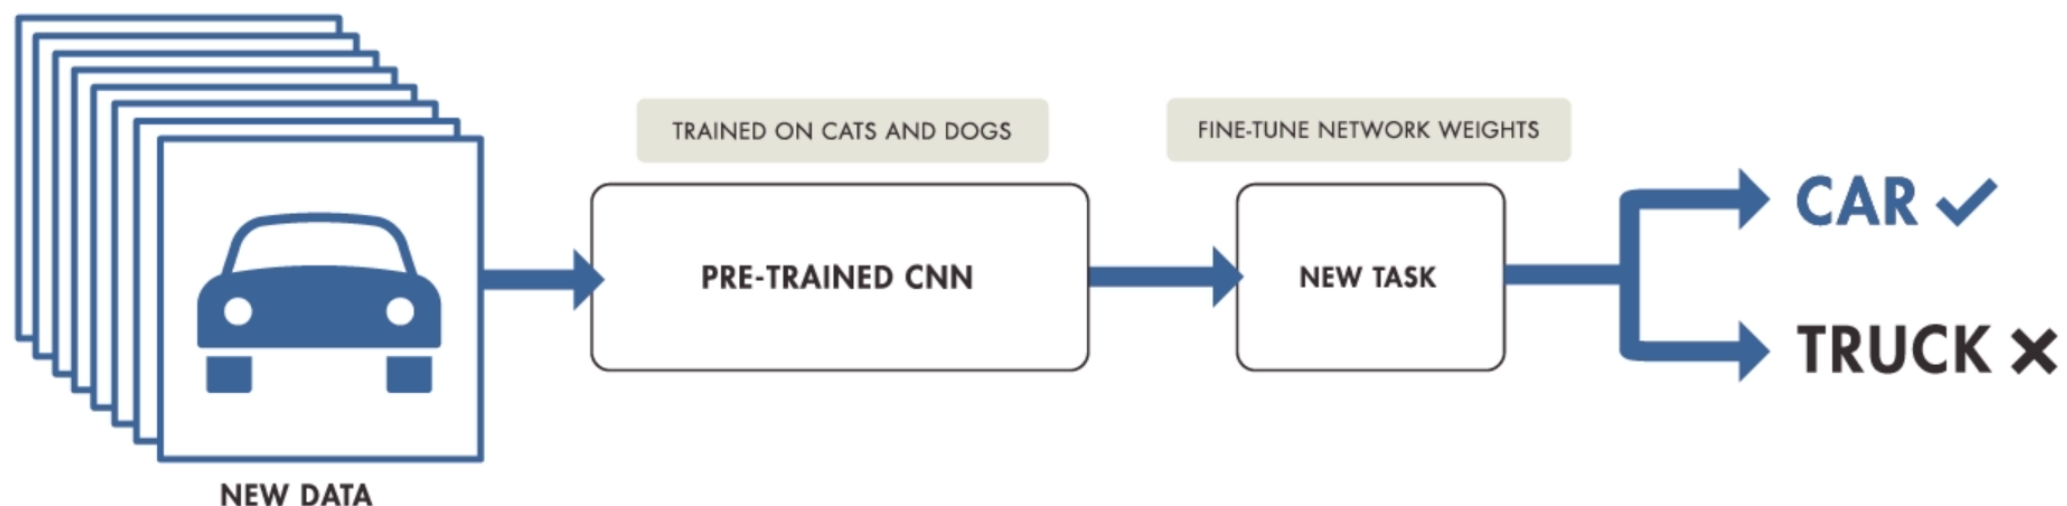 NEW DATA
TRAINED ON CATS AND DOGS
PRE-TRAINED CNN
FINE-TUNE NETWORK WEIGHTS
NEW TASK
CAR
TRUCK